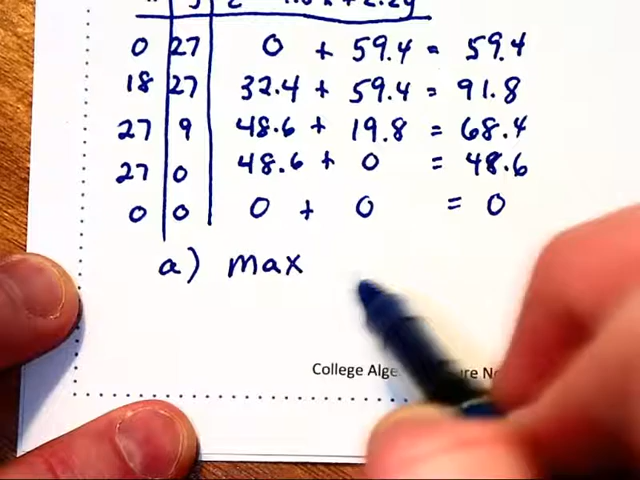 0 27 0 + 59.4 = 59.4
18 27 32.4 + 59.4 = 91.8
27 9 48.6 + 19.8 = 68.4
27 0 48.6 + 0 = 48.6
0 0 0 + 0 = 0
a) max
College